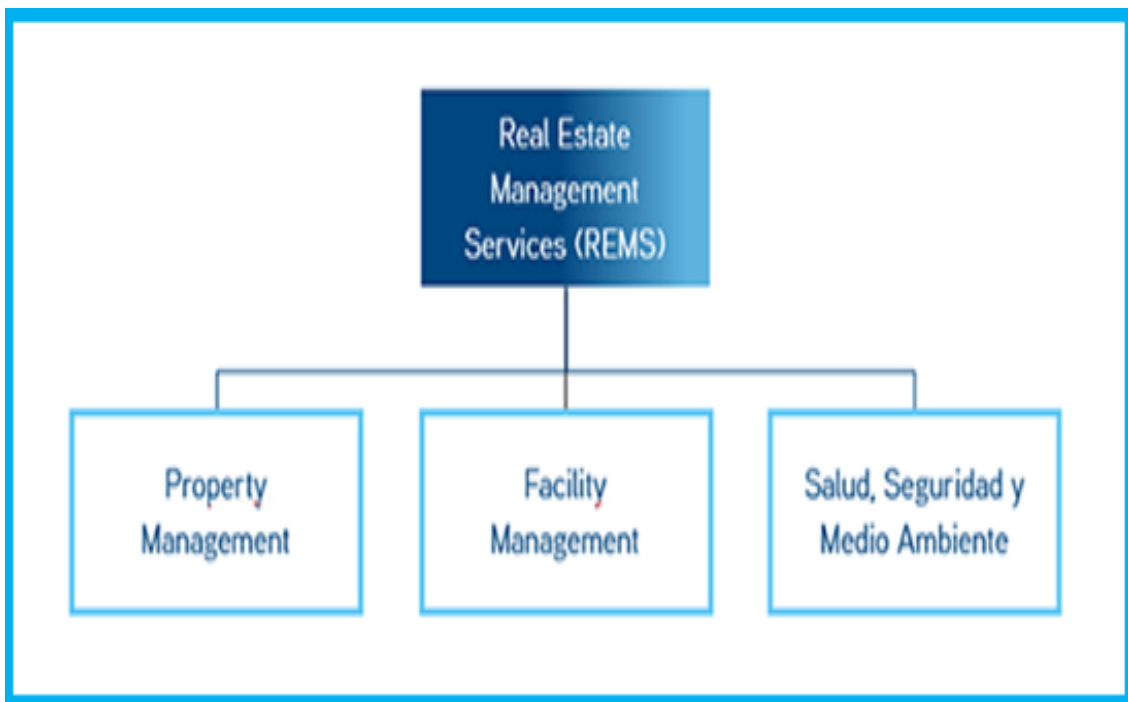 Real Estate
Management
Services (REMS)
Property
Management
Facility
Management
Salud, Seguridad y
Medio Ambiente